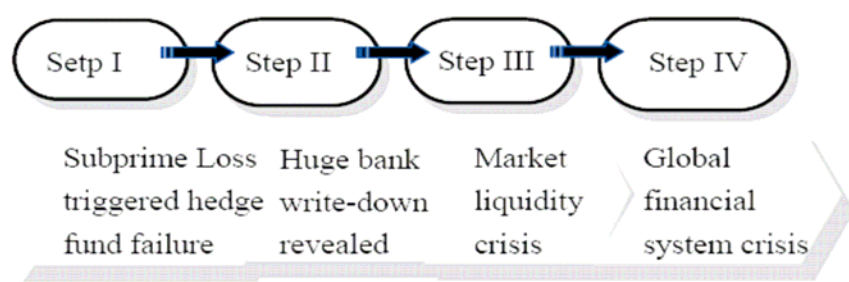 Setp I
Step II
Step III
Step IV
Subprime Loss
triggered hedge
fund failure
Huge bank
write-down
revealed
Market
liquidity
crisis
Global
financial
system crisis